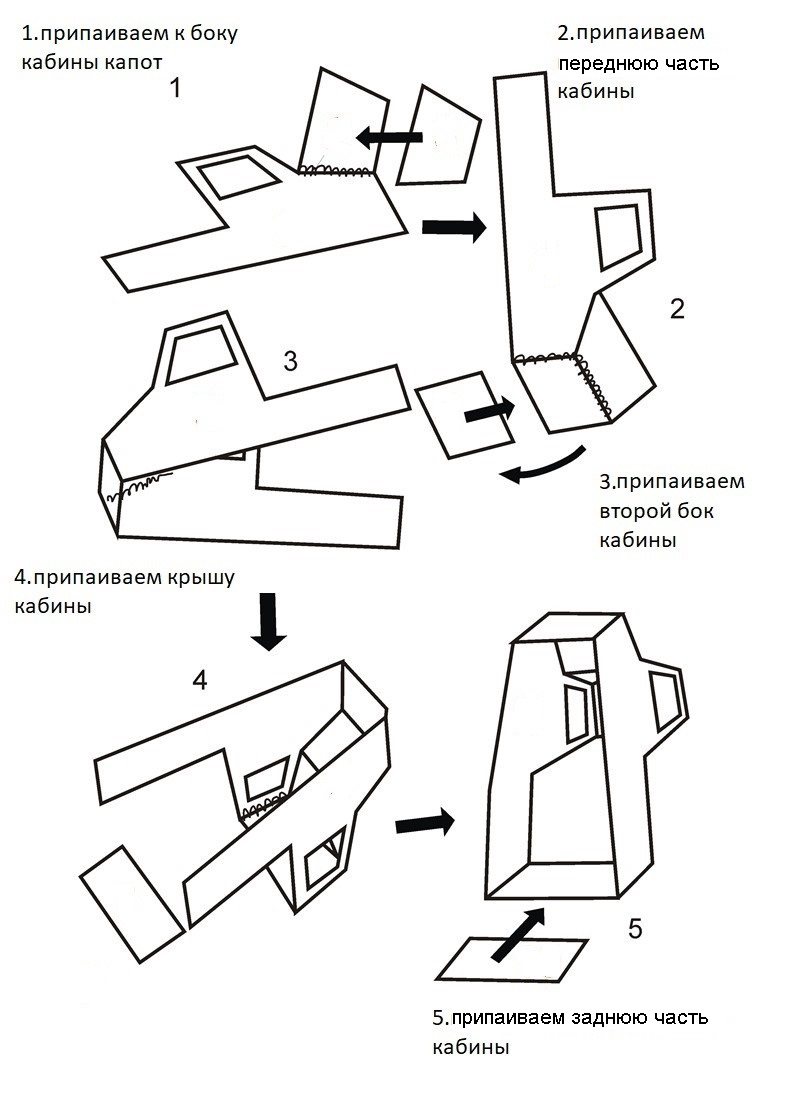 1.припаиваем к боку
кабины капот
1
2.припаиваем
переднюю часть
кабины
2
3
3.припаиваем
второй бок
кабины
4.припаиваем крышу
кабины
4
5
5.припаиваем заднюю часть
кабины